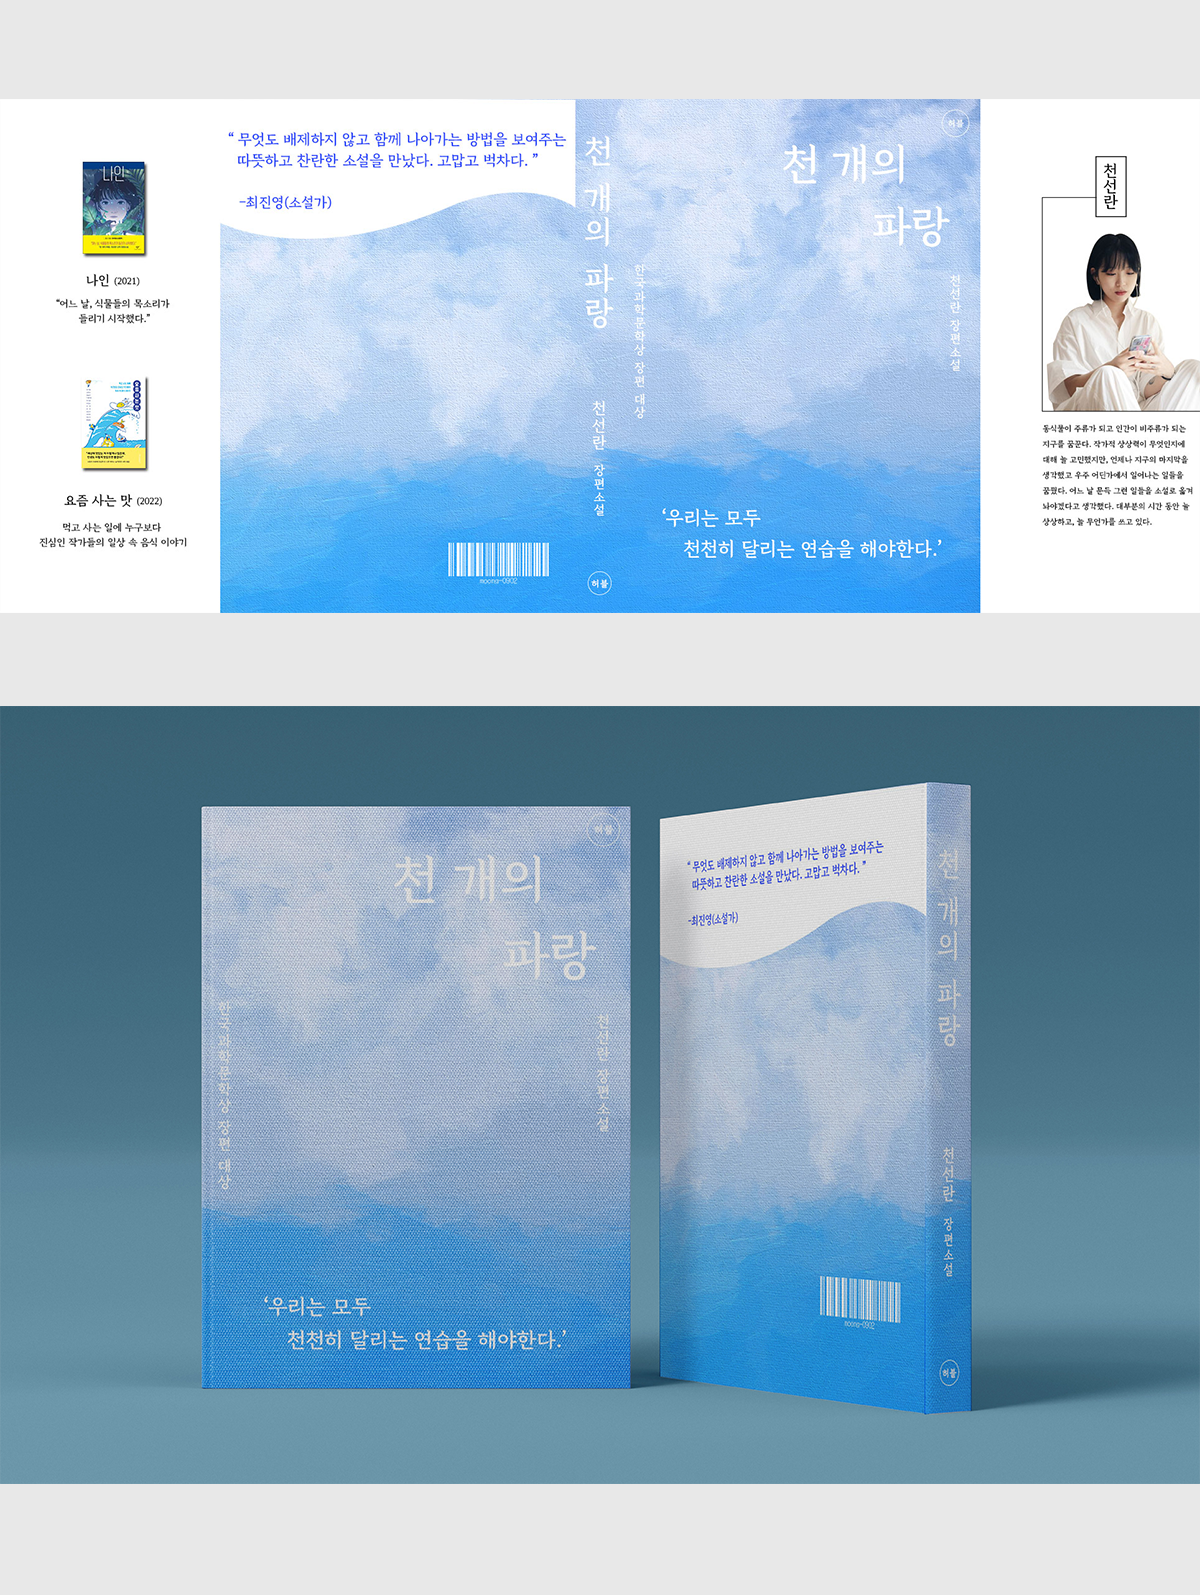 나인
나인 (2021)
“어느 날, 식물들의 목소리가
들리기 시작했다.”
요즘 사는 맛 (2022)
먹고 사는 일에 누구보다
진심인 작가들의 일상 속 음식 이야기
“ 무엇도 배제하지 않고 함께 나아가는 방법을 보여주는
따뜻하고 찬란한 소설을 만났다. 고맙고 벅차다. ”
-최진영(소설가)
moona-0902
천 개의 파랑
천선란 장편소설
허블
허블
천 개의
파랑
한국과학문학상 장편 대상
천선란 장편소설
‘우리는 모두
천천히 달리는 연습을 해야한다.’
천선란
동식물이 주류가 되고 인간이 비주류가 되는
지구를 꿈꾼다. 작가적 상상력이 무엇인지에
대해 늘 고민했지만, 언제나 지구의 마지막을
생각했고 우주 어딘가에서 일어나는 일들을
꿈꿨다. 어느 날 문득 그런 일들을 소설로 옮겨
놔야겠다고 생각했다. 대부분의 시간 동안 늘
상상하고, 늘 무언가를 쓰고 있다.
허블
천 개의
파랑
한국과학문학상 장편 대상
천선란 장편소설
‘우리는 모두
천천히 달리는 연습을 해야한다.’
“ 무엇도 배제하지 않고 함께 나아가는 방법을 보여주는
따뜻하고 찬란한 소설을 만났다. 고맙고 벅차다. ”
-최진영(소설가)
moona-0902
천 개의 파랑
천선란 장편소설
허블